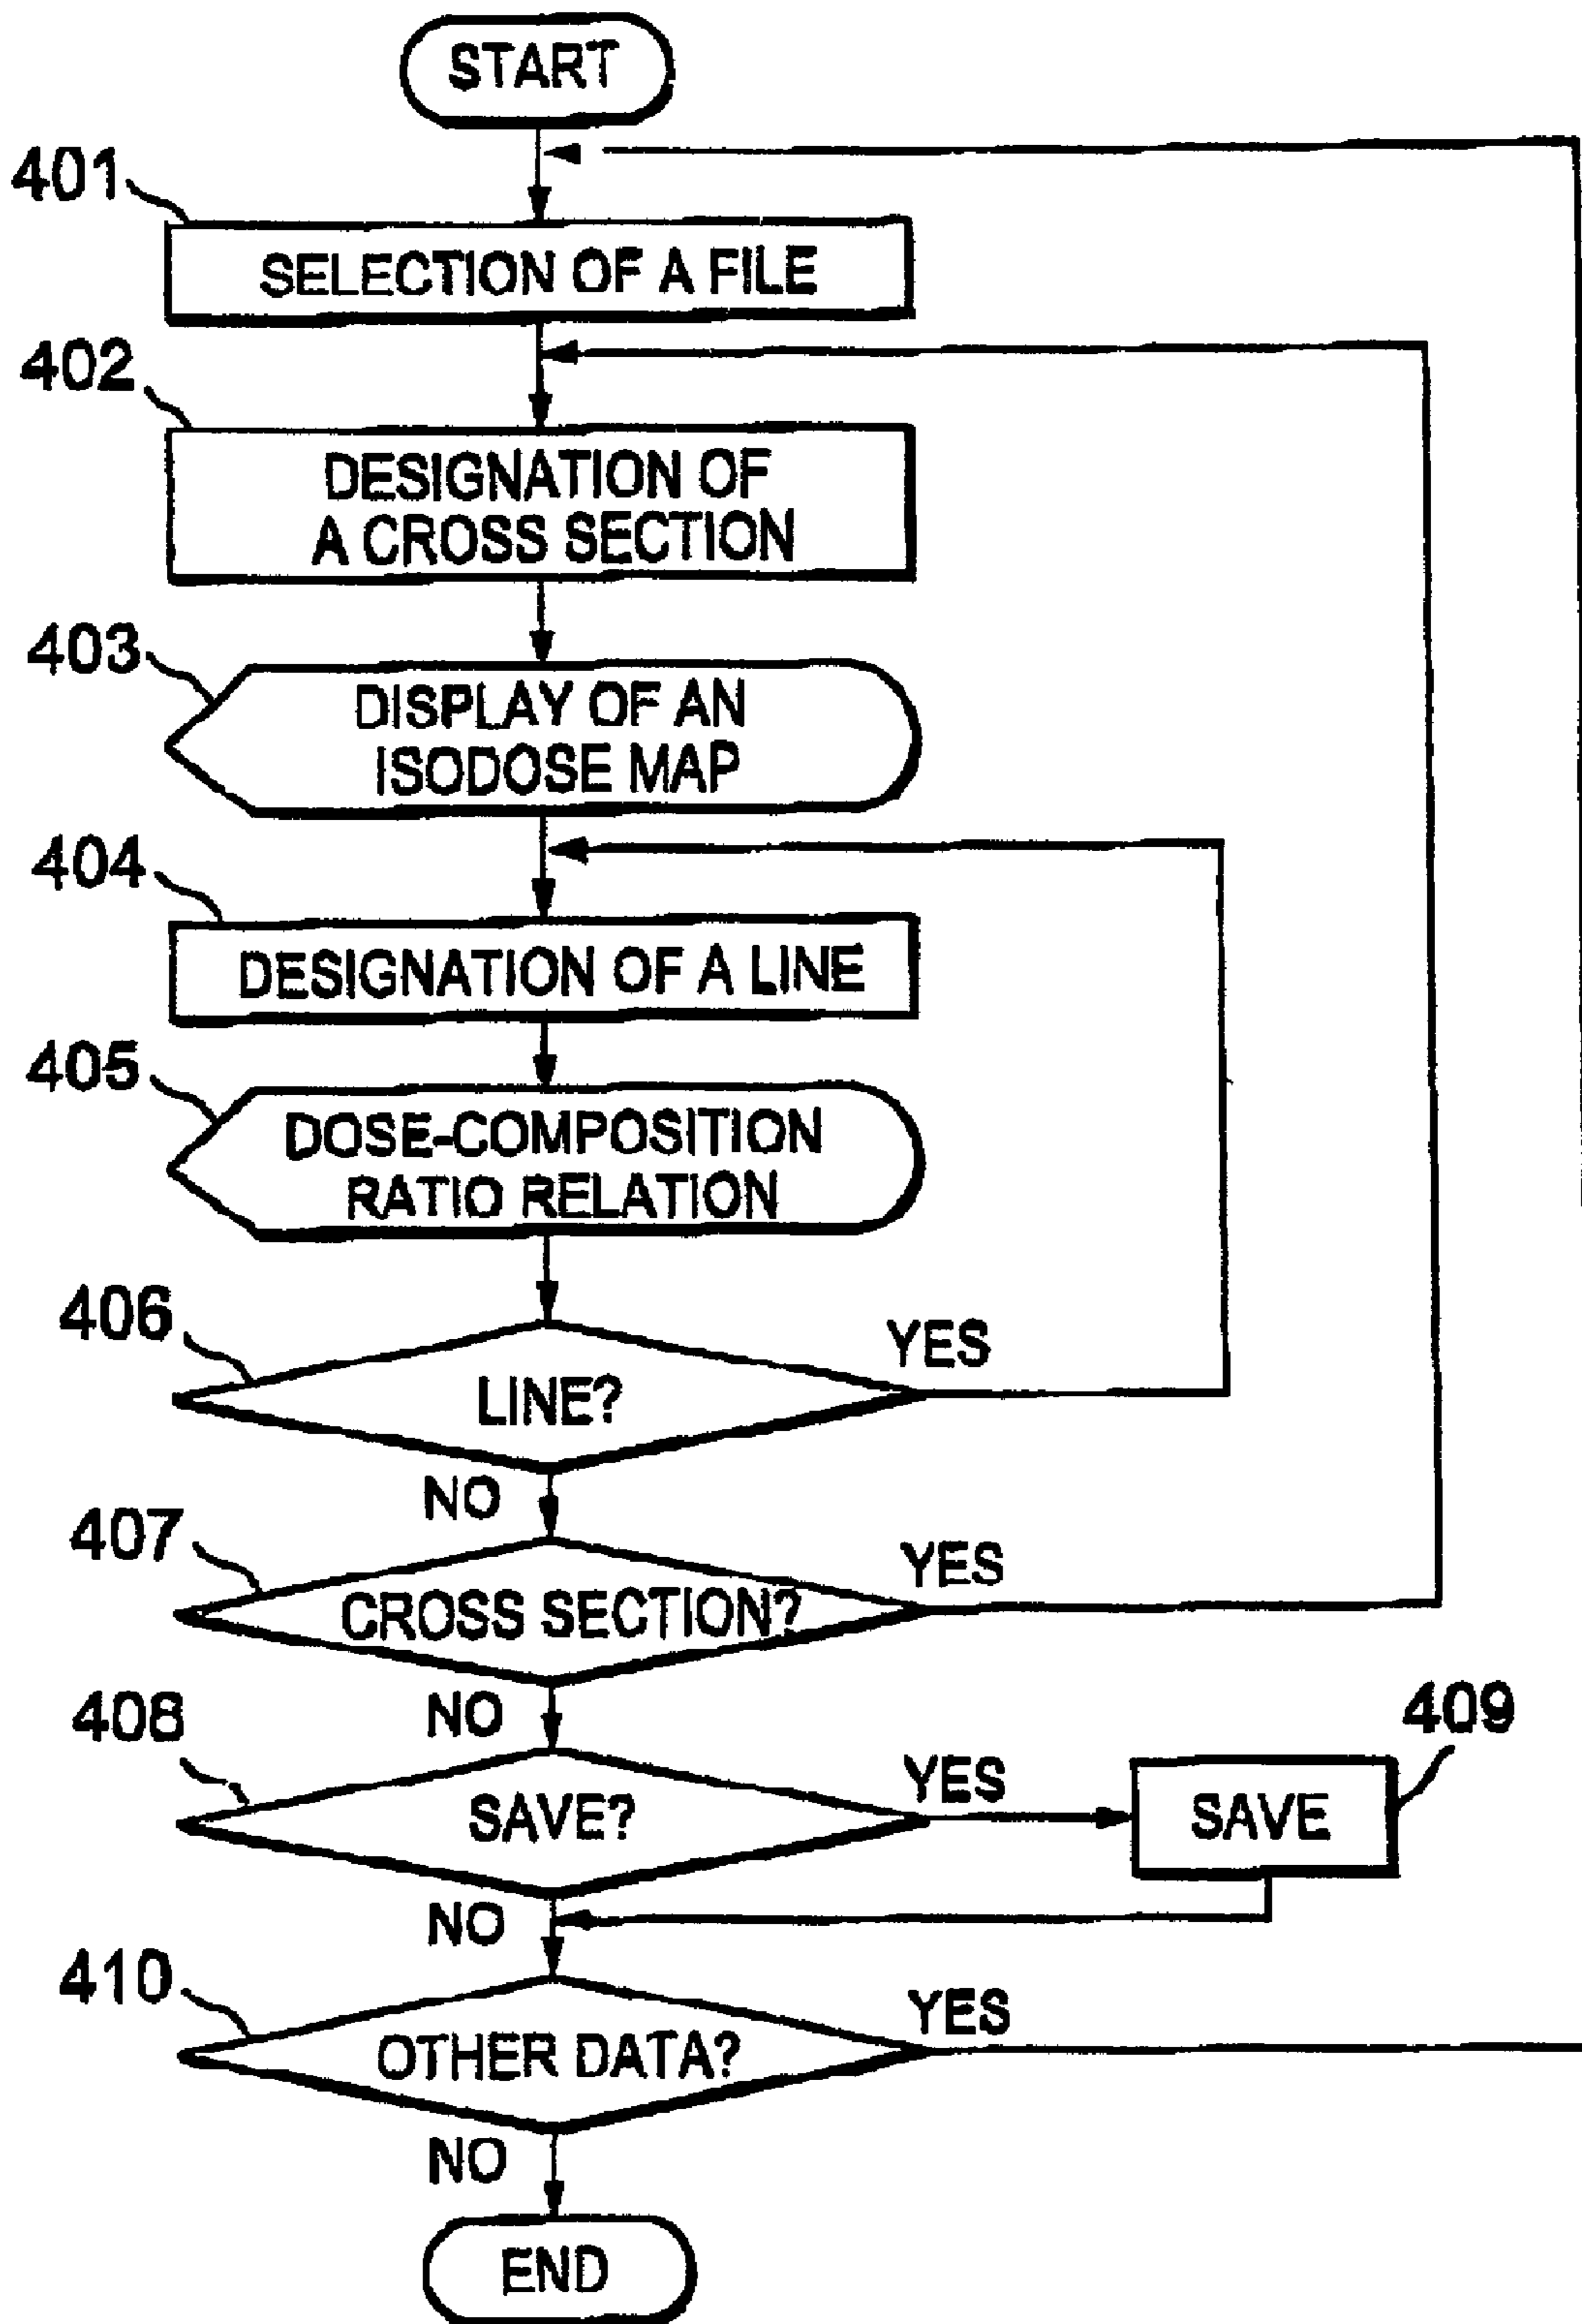 START
401
SELECTION OF A FILE
402
DESIGNATION OF
A CROSS SECTION
403
DISPLAY OF AN
ISODOSE MAP
404
DESIGNATION OF A LINE
405
DOSE-COMPOSITION
RATIO RELATION
406
YES
LINE?
NO
407
YES
CROSS SECTION?
NO
408
YES
409
SAVE?
SAVE
NO
410
YES
OTHER DATA?
NO
END